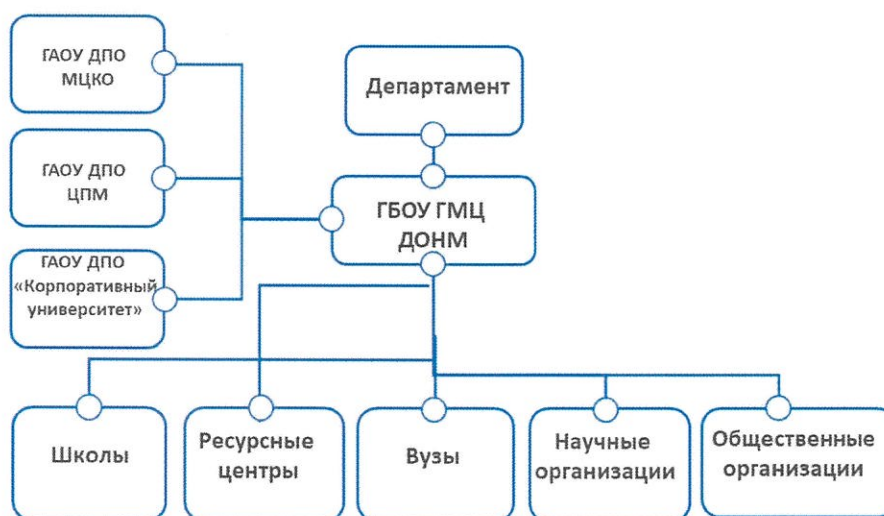 ГАОУ ДПО
МЦКО
Департамент
ГАОУ ДПО
ЦПМ
ГБОУ ГМЦ
ДОНМ
ГАОУ ДПО
«Корпоративный
университет»
Школы
Ресурсные
центры
Вузы
Научные
организации
Общественные
организации